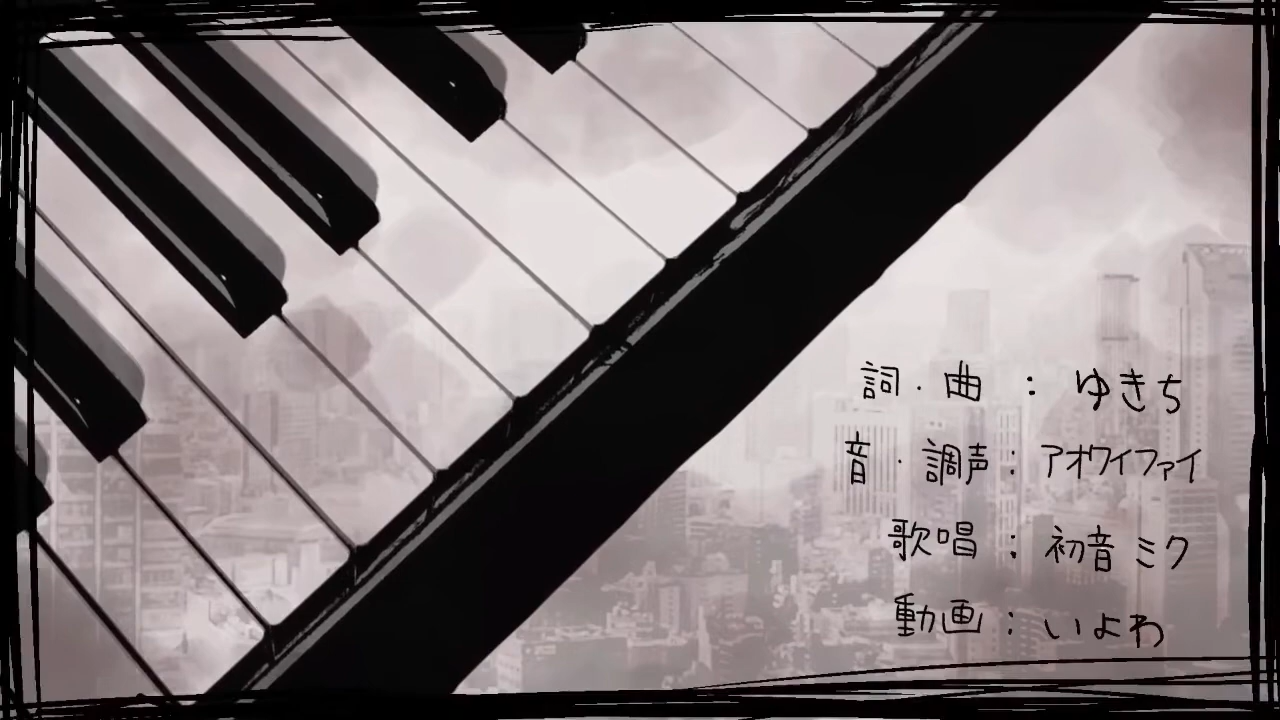 詞・曲 : ゆきち
音・調声 : アオワイファイ
歌唱 : 初音ミク
動画 : いよわ